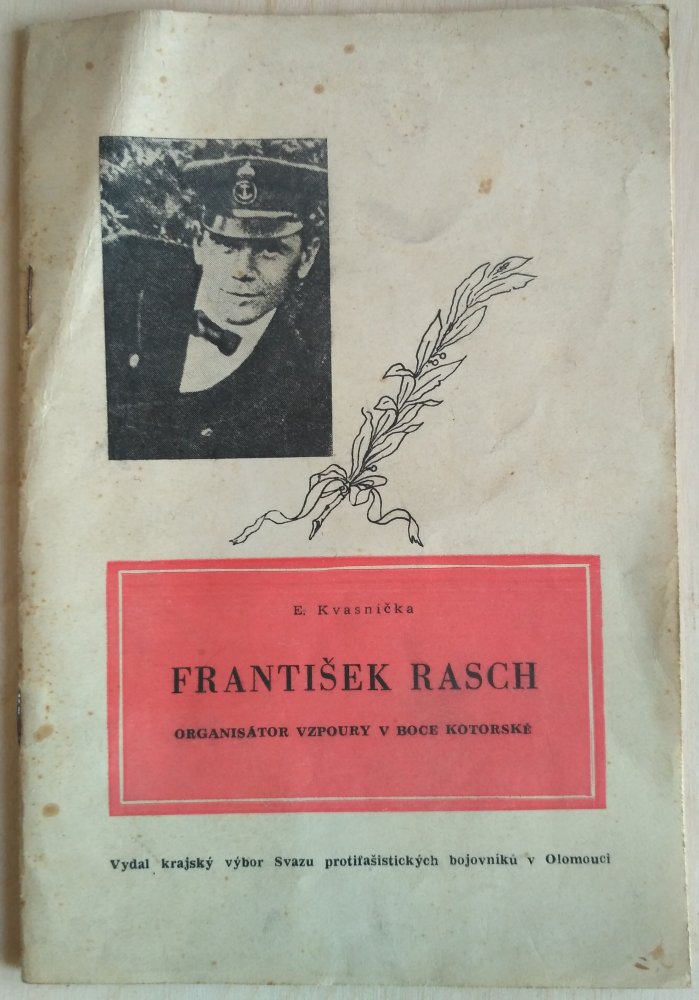 E. Kvasnička
FRANTIŠEK RASCH
ORGANISÁTOR VZPOURY V BOCE KOTORSKÉ
Vydal krajský výbor Svazu protifašistických bojovníků v Olomouci